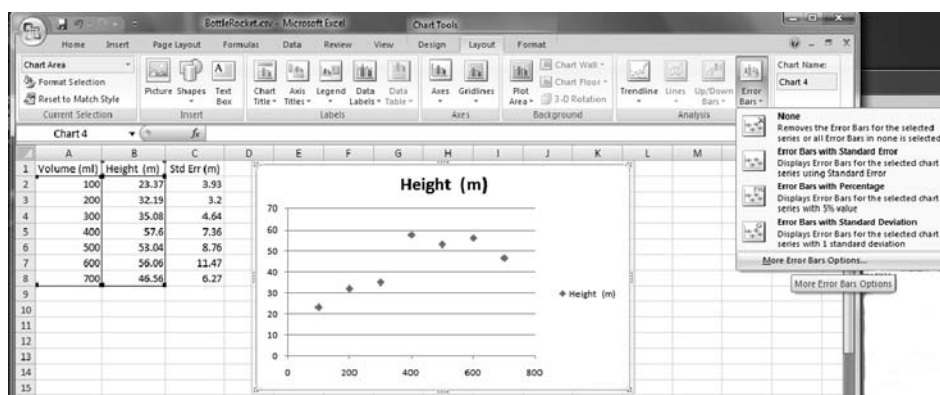 BottleRocket.csv - Microsoft Excel Chart Tools
Home Insert Page Layout Formulas Data Review View Design Layout Format
Chart Area
Format Selection
Reset to Match Style
Current Selection
Picture Shapes Text Box
Insert
Chart Title Axis Titles Legend Data Labels Data Table
Labels
Axes Gridlines
Axes
Plot Area
Chart Wall
Chart Floor
3-D Rotation
Background
Trendline Lines Up/Down Bars Error Bars
Analysis
Chart Name:
Chart 4
None
Removes the Error Bars for the selected
series or all Error Bars in none is selected
Error Bars with Standard Error
Displays Error Bars for the selected chart
series using Standard Error
Error Bars with Percentage
Displays Error Bars for the selected chart
series with 5% value
Error Bars with Standard Deviation
Displays Error Bars for the selected chart
series with 1 standard deviation
More Error Bars Options...
More Error Bars Options
Chart 4 fx
A B C D E F G H I J K L M
1 Volume (ml) Height (m) Std Err (m)
2 100 23.37 3.93
3 200 32.19 3.2
4 300 35.08 4.64
5 400 57.6 7.36
6 500 53.04 8.76
7 600 56.06 11.47
8 700 46.56 6.27
9
10
11
12
13
14
15
Height (m)
70
60
50
40
30
20
10
0
0 200 400 600 800
Height (m)